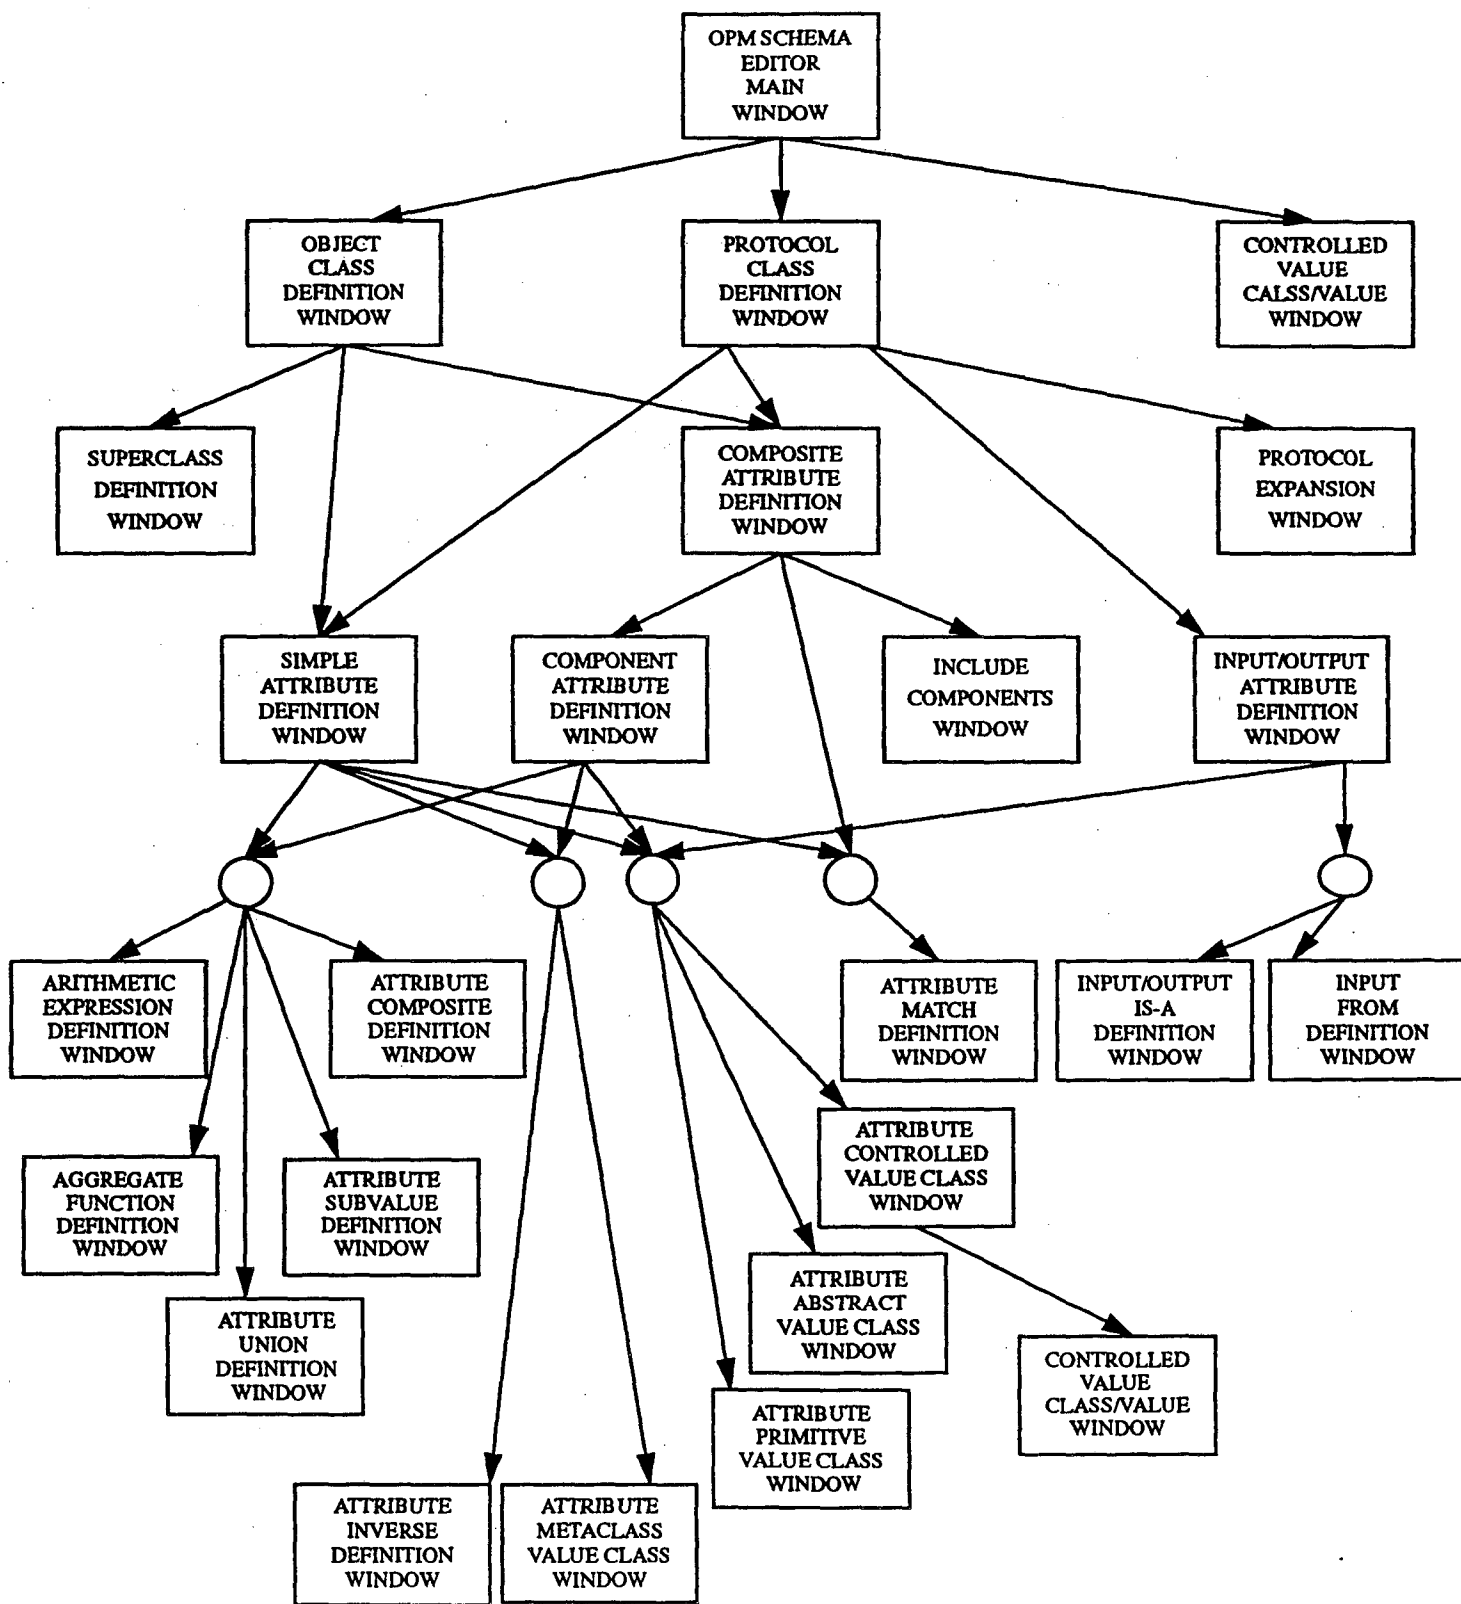 OPM SCHEMA
EDITOR
MAIN
WINDOW
OBJECT
CLASS
DEFINITION
WINDOW
PROTOCOL
CLASS
DEFINITION
WINDOW
CONTROLLED
VALUE
CALSS/VALUE
WINDOW
SUPERCLASS
DEFINITION
WINDOW
COMPOSITE
ATTRIBUTE
DEFINITION
WINDOW
PROTOCOL
EXPANSION
WINDOW
SIMPLE
ATTRIBUTE
DEFINITION
WINDOW
COMPONENT
ATTRIBUTE
DEFINITION
WINDOW
INCLUDE
COMPONENTS
WINDOW
INPUT/OUTPUT
ATTRIBUTE
DEFINITION
WINDOW
ARITHMETIC
EXPRESSION
DEFINITION
WINDOW
ATTRIBUTE
COMPOSITE
DEFINITION
WINDOW
ATTRIBUTE
MATCH
DEFINITION
WINDOW
INPUT/OUTPUT
IS-A
DEFINITION
WINDOW
INPUT
FROM
DEFINITION
WINDOW
AGGREGATE
FUNCTION
DEFINITION
WINDOW
ATTRIBUTE
SUBVALUE
DEFINITION
WINDOW
ATTRIBUTE
CONTROLLED
VALUE CLASS
WINDOW
ATTRIBUTE
UNION
DEFINITION
WINDOW
ATTRIBUTE
ABSTRACT
VALUE CLASS
WINDOW
CONTROLLED
VALUE
CLASS/VALUE
WINDOW
ATTRIBUTE
PRIMITIVE
VALUE CLASS
WINDOW
ATTRIBUTE
INVERSE
DEFINITION
WINDOW
ATTRIBUTE
METACLASS
VALUE CLASS
WINDOW